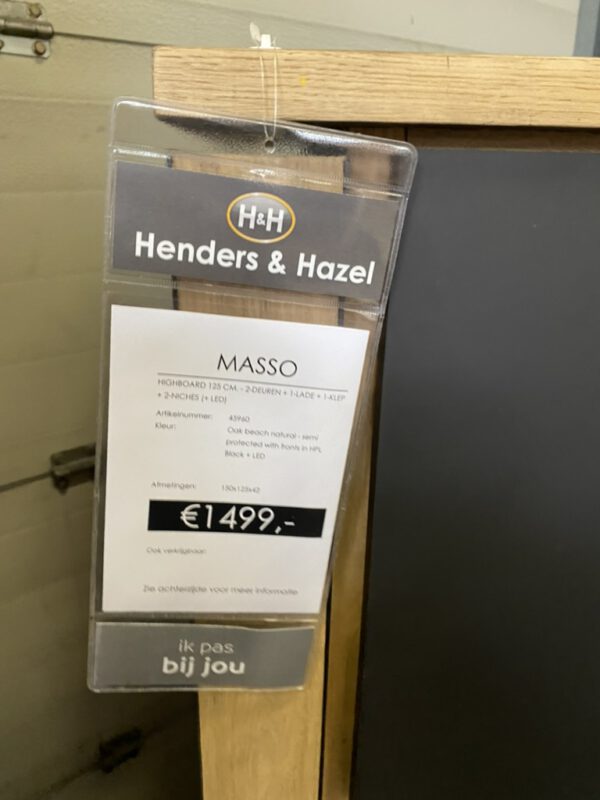 H&H
Henders & Hazel
MASSO
HIGHBOARD 125 CM. - 2-DEUREN + 1-LADE + 1-KLEP
+ 2-NICHES (+ LED)
Artikelnummer: 45960
Kleur: Oak beach natural - semi
protected with fronts in HPL
Black + LED
Afmetingen: 150x125x42
€1499,-
Ook verkrijgbaar:
Zie achterzijde voor meer informatie
ik pas
bij jou